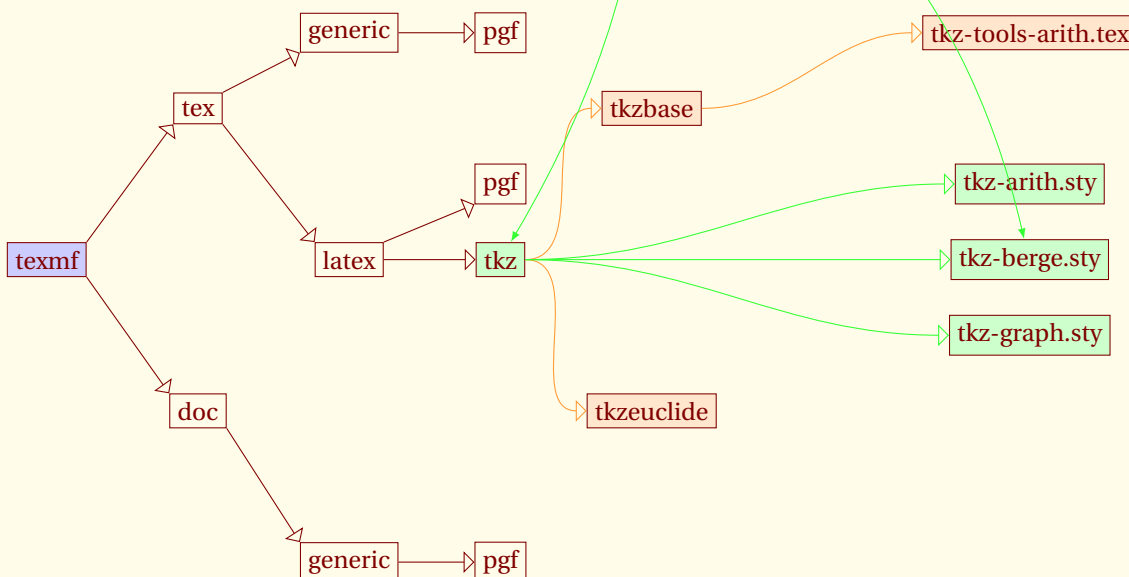 generic
pgf
tkz-tools-arith.tex
tex
tkzbase
pgf
tkz-arith.sty
texmf
latex
tkz
tkz-berge.sty
tkz-graph.sty
doc
tkzeuclide
generic
pgf